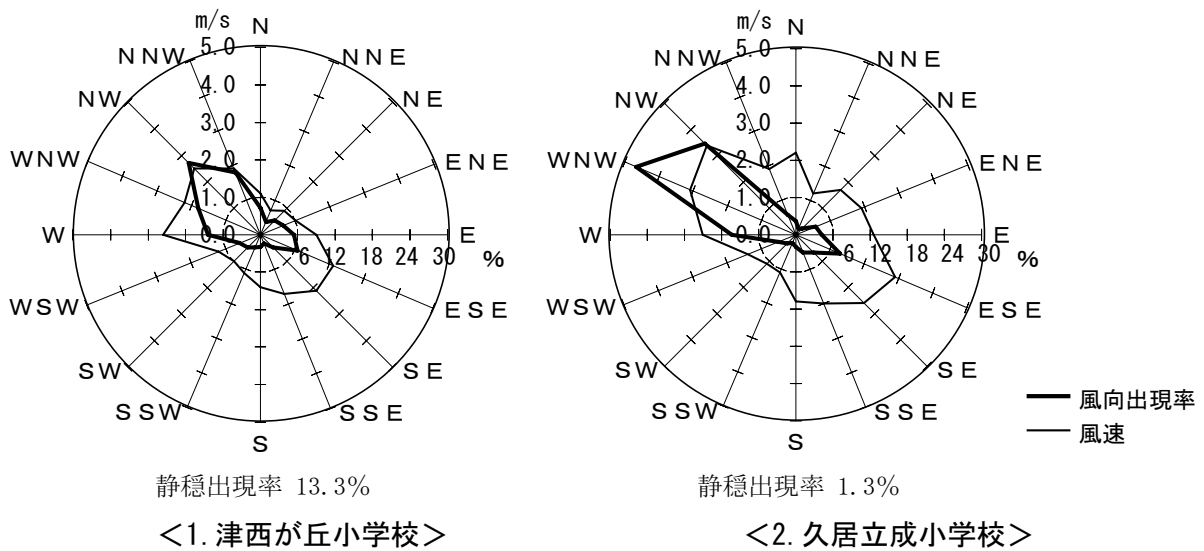 m/s
N
5.0
NNW
NNE
4.0
NW
NE
3.0
WNW
2.0
ENE
1.0
W
0.0
E
6 12 18 24 30 %
WSW
ESE
SW
SE
SSW
SSE
S
静穏出現率 13.3%
<1. 津西が丘小学校>
m/s
N
5.0
NNW
NNE
4.0
NW
NE
3.0
WNW
2.0
ENE
1.0
W
0.0
E
6 12 18 24 30 %
WSW
ESE
SW
SE
SSW
SSE
S
風向出現率
風速
静穏出現率 1.3%
<2. 久居立成小学校>